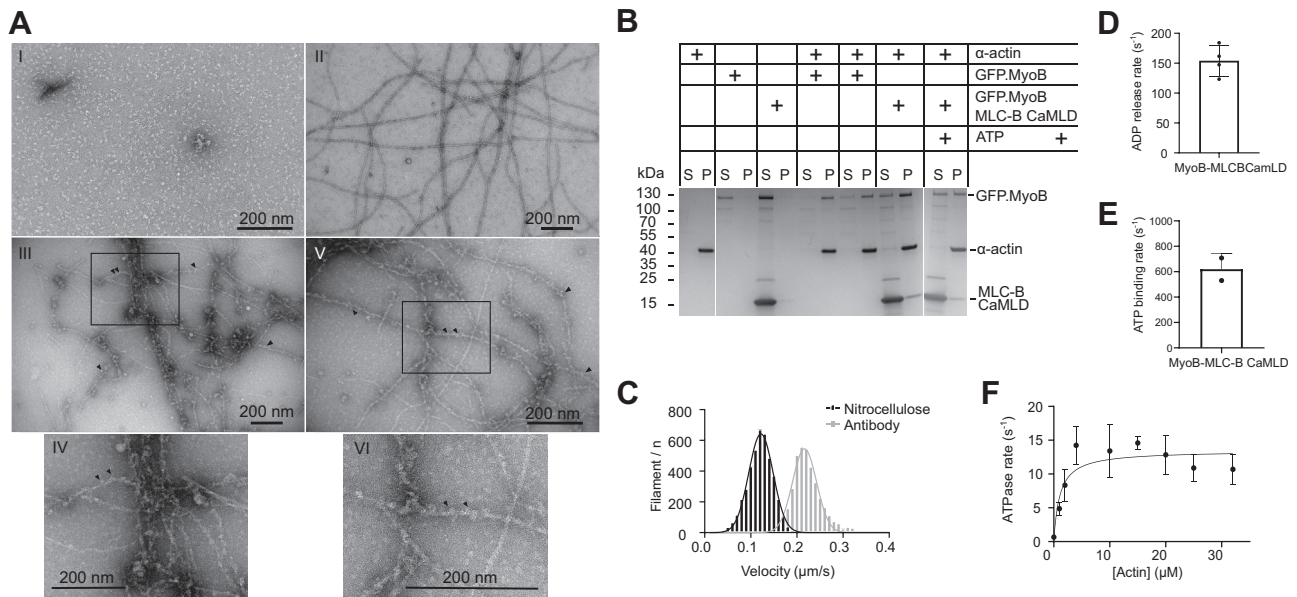 A
I
200 nm
II
200 nm
III
200 nm
V
200 nm
IV
200 nm
VI
200 nm
B
+ + + + + α-actin
+ + + GFP.MyoB
+ + + GFP.MyoB
MLC-B CaMLD
+ + ATP
kDa S P S P S P S P S P S P S P
130
100
70
55
40
35
25
15
GFP.MyoB
α-actin
MLC-B
CaMLD
C
Filament / n
800
600
400
200
0
0.0 0.1 0.2 0.3 0.4
Velocity (µm/s)
Nitrocellulose
Antibody
D
ADP release rate (s⁻¹)
200
150
100
50
0
MyoB-MLCBCamLD
E
ATP binding rate (s⁻¹)
1000
800
600
400
200
0
MyoB-MLC-B CaMLD
F
ATPase rate (s⁻¹)
20
15
10
5
0
0 10 20 30
[Actin] (µM)